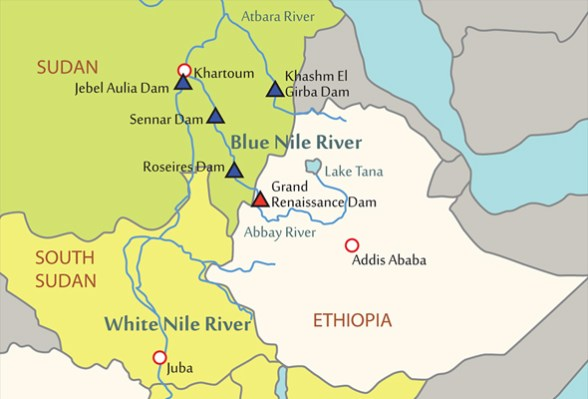 Atbara River
SUDAN
Khartoum
Jebel Aulia Dam
Khashm El
Girba Dam
Sennar Dam
Blue Nile River
Roseires Dam
Lake Tana
Grand
Renaissance Dam
Abbay River
Addis Ababa
SOUTH
SUDAN
White Nile River
ETHIOPIA
Juba